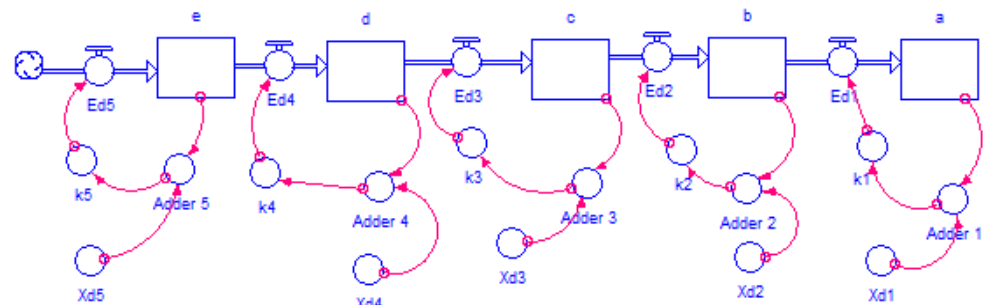 e
d
c
b
a
Ed5
Ed4
Ed3
Ed2
Ed1
k5
k4
k3
k2
k1
Adder 5
Adder 4
Adder 3
Adder 2
Adder 1
Xd5
Xd4
Xd3
Xd2
Xd1